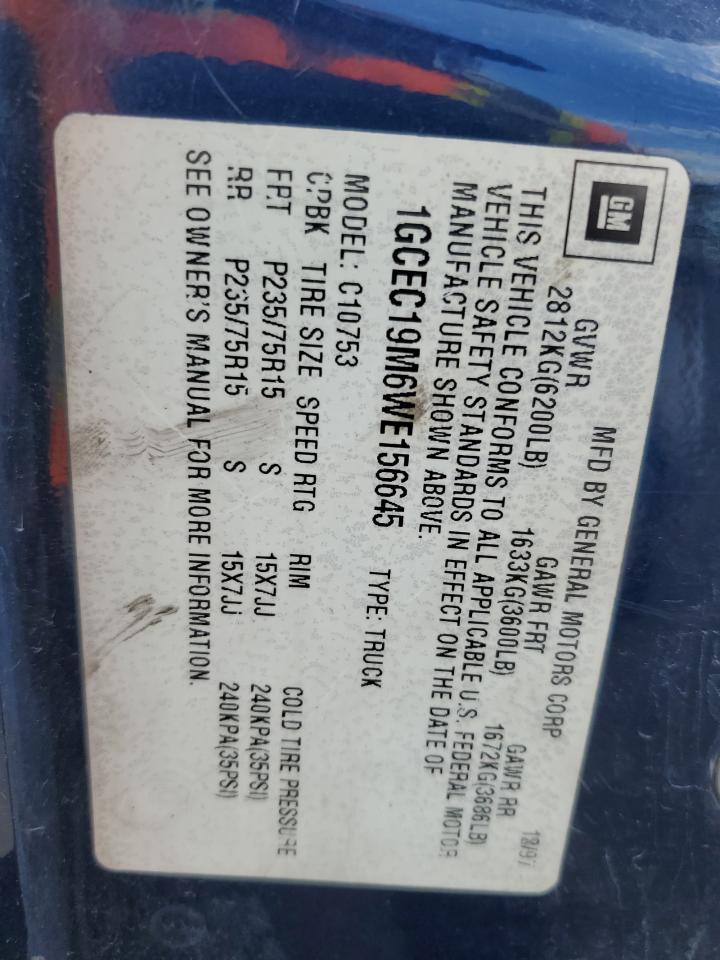 GM
MFD BY GENERAL MOTORS CORP
GVWR GAWR FRT GAWR RR
2812KG(6200LB) 1633KG(3600LB) 1672KG(3686LB)
THIS VEHICLE CONFORMS TO ALL APPLICABLE U.S. FEDERAL MOTOR
VEHICLE SAFETY STANDARDS IN EFFECT ON THE DATE OF
MANUFACTURE SHOWN ABOVE.
1GCEC19M6WE156645 TYPE: TRUCK
MODEL: C10753
TIRE SIZE SPEED RTG RIM COLD TIRE PRESSURE
FRT P235/75R15 S 15X7JJ 240KPA(35PSI)
RR P235/75R15 S 15X7JJ 240KPA(35PSI)
SEE OWNER'S MANUAL FOR MORE INFORMATION.